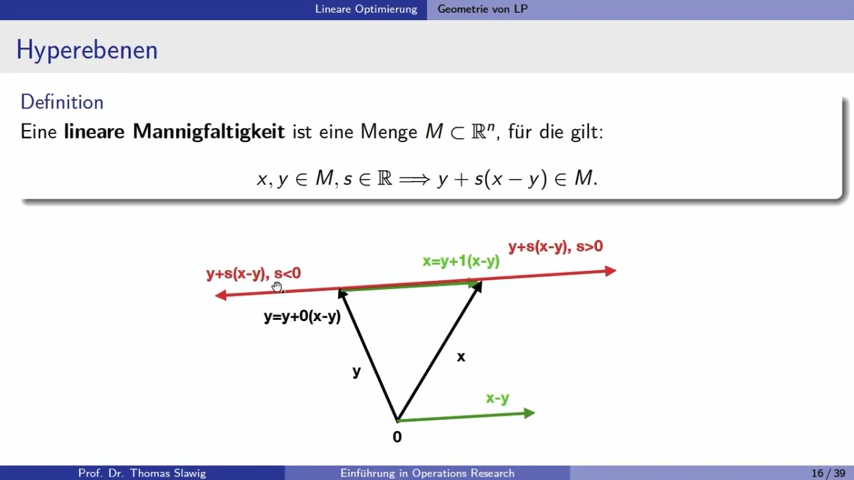 Lineare Optimierung Geometrie von LP
Hyperebenen
Definition
Eine lineare Mannigfaltigkeit ist eine Menge M ⊂ ℝⁿ, für die gilt:
x, y ∈ M, s ∈ ℝ ⟹ y + s(x − y) ∈ M.
y+s(x-y), s>0
x=y+1(x-y)
y+s(x-y), s<0
y=y+0(x-y)
x
y
x-y
0
Prof. Dr. Thomas Slawig Einführung in Operations Research 16 / 39